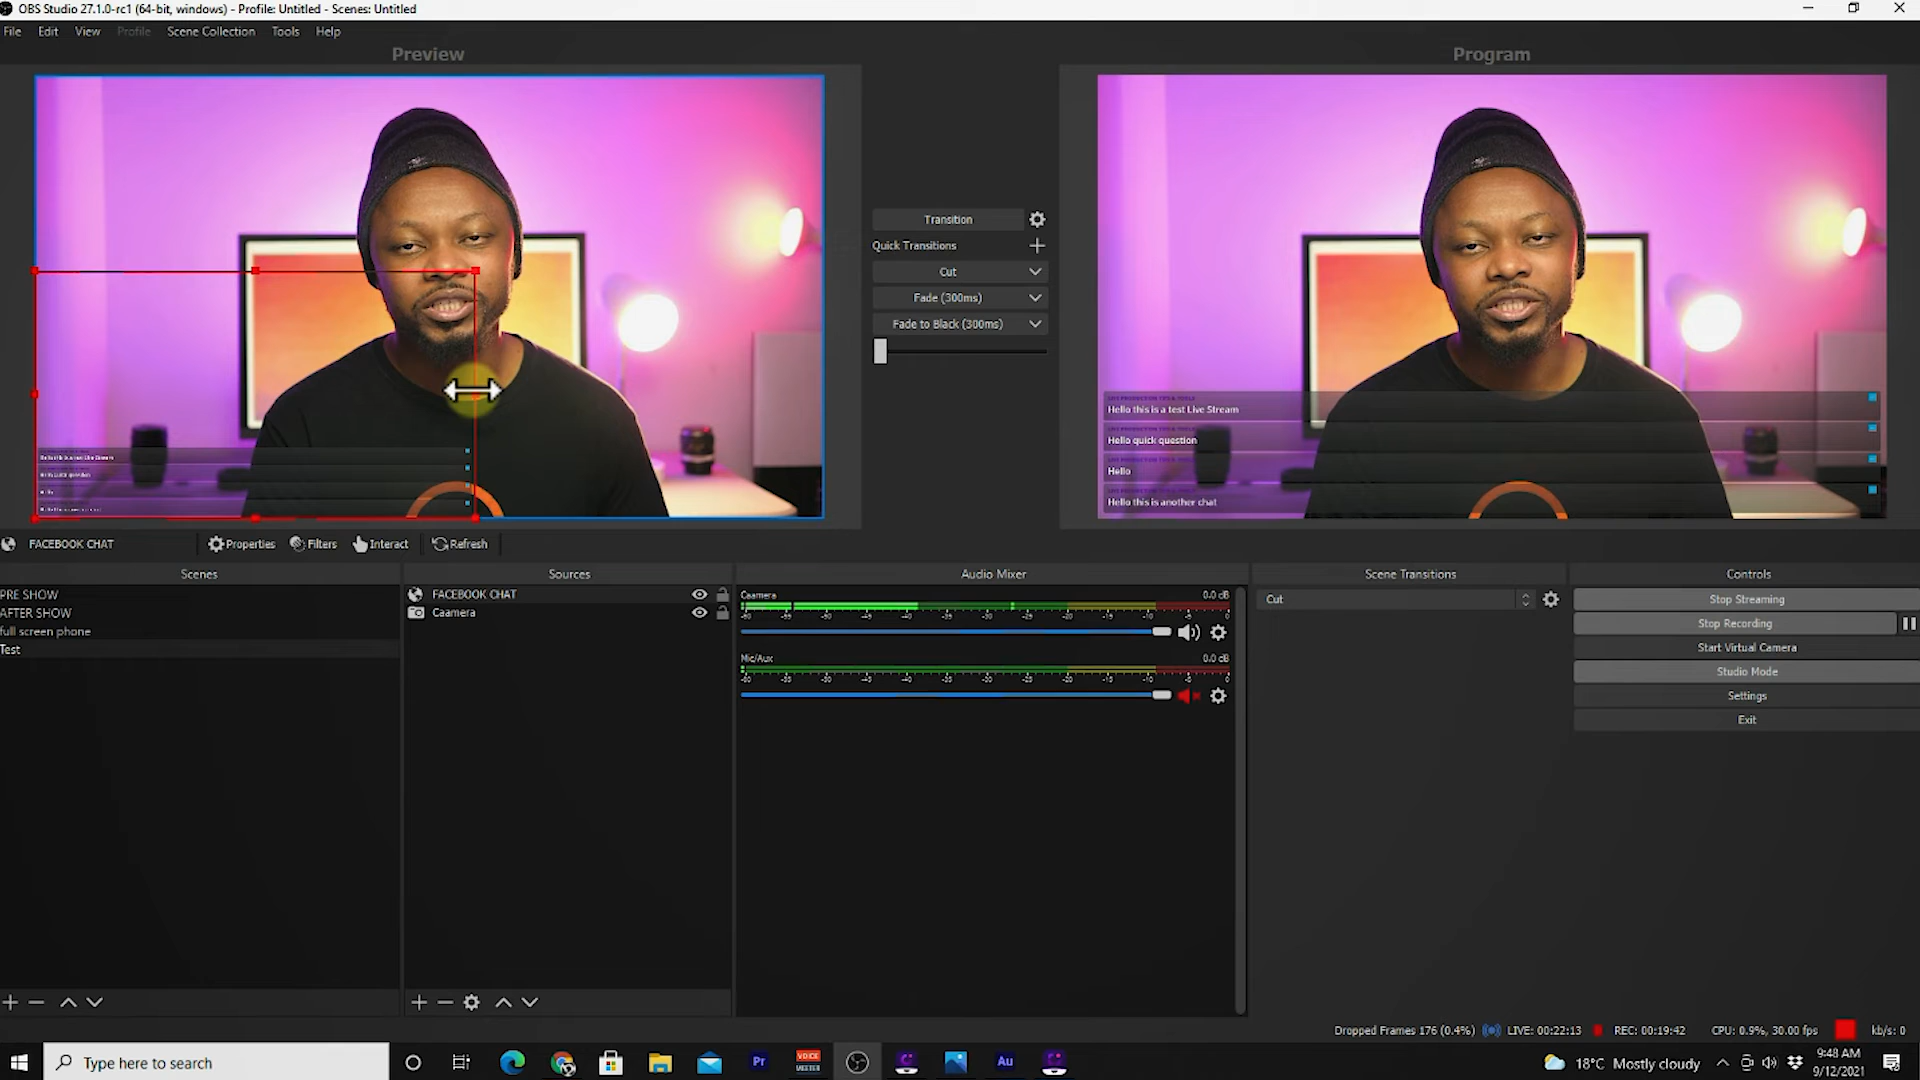 OBS Studio 27.1.0-rc1 (64-bit, windows) - Profile: Untitled - Scenes: Untitled
File Edit View Profile Scene Collection Tools Help
Preview
Program
Transition
Quick Transitions
Cut
Fade (300ms)
Fade to Black (300ms)
Hello this is a test Live Stream
Hello quick question
Hello
Hello this is another chat
FACEBOOK CHAT
Properties
Filters
Interact
Refresh
Scenes
PRE SHOW
AFTER SHOW
full screen phone
Test
Sources
FACEBOOK CHAT
Caamera
Audio Mixer
Caamera 0.0 dB
Mic/Aux 0.0 dB
Scene Transitions
Cut
Controls
Stop Streaming
Stop Recording
Start Virtual Camera
Studio Mode
Settings
Exit
Dropped Frames 176 (0.4%) LIVE: 00:22:13 REC: 00:19:42 CPU: 0.9%, 30.00 fps kb/s: 0
Type here to search
Pr
VOICE
Au
18°C Mostly cloudy
9:48 AM
9/12/2021